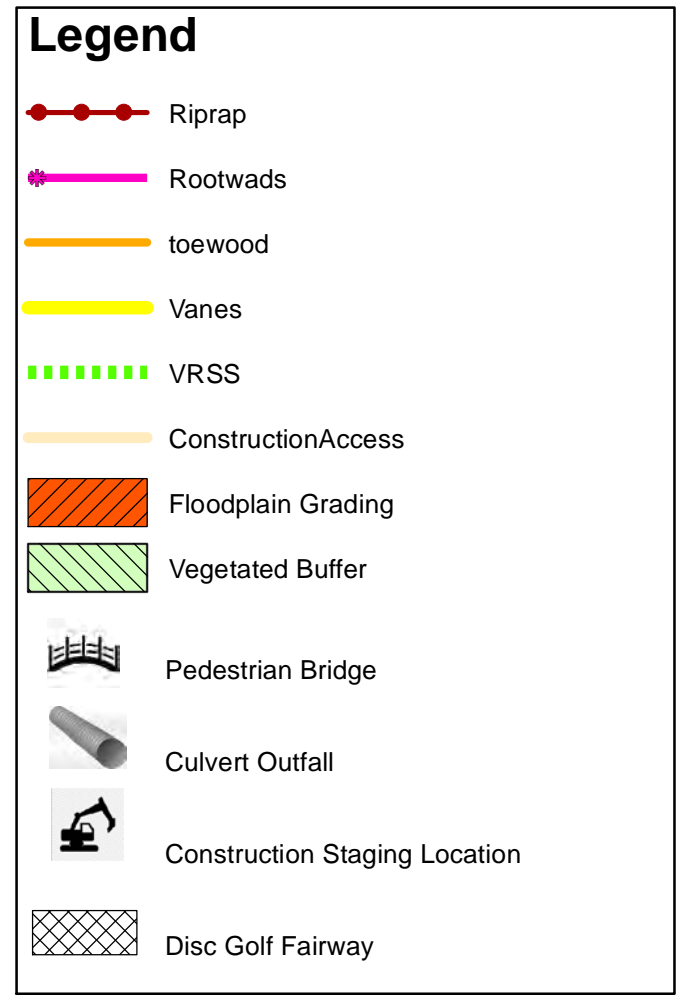 Legend
Riprap
Rootwads
toewood
Vanes
VRSS
ConstructionAccess
Floodplain Grading
Vegetated Buffer
Pedestrian Bridge
Culvert Outfall
Construction Staging Location
Disc Golf Fairway